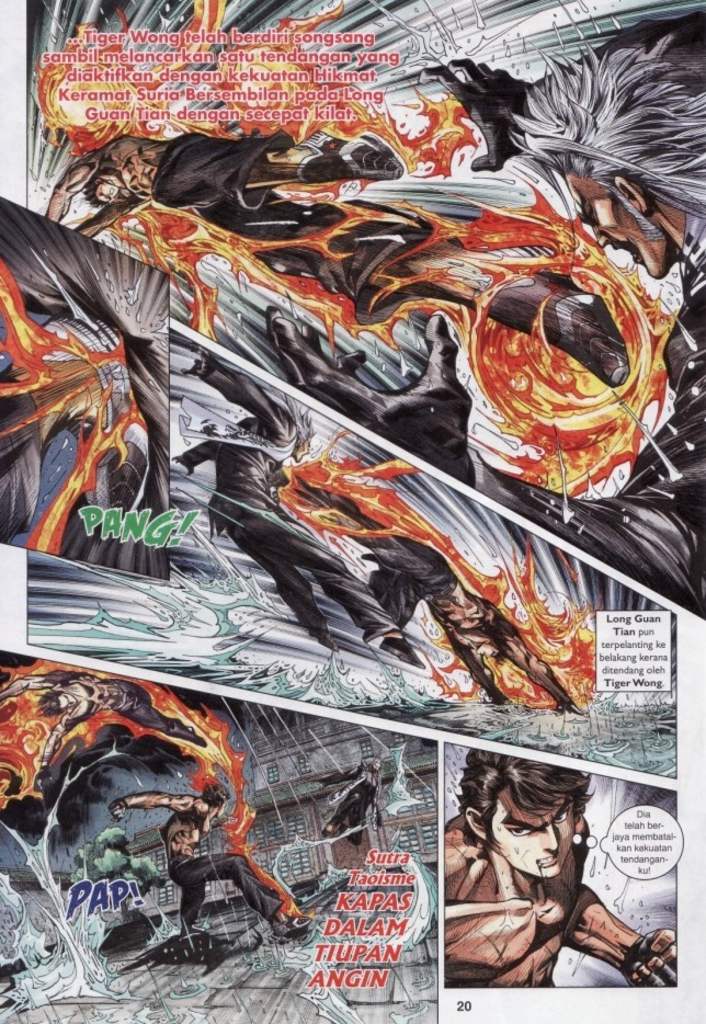 ...Tiger Wong telah berdiri songsang
sambil melancarkan satu tendangan yang
diaktifkan dengan kekuatan Hikmat
Keramat Suria Bersembilan pada Long
Guan Tian dengan secepat kilat.
PANG!
Long Guan
Tian pun
terpelanting ke
belakang kerana
ditendang oleh
Tiger Wong.
PAP!
Sutra
Taoisme
KAPAS
DALAM
TIUPAN
ANGIN
Dia
telah ber-
jaya membatal-
kan kekuatan
tendangan-
ku!
20